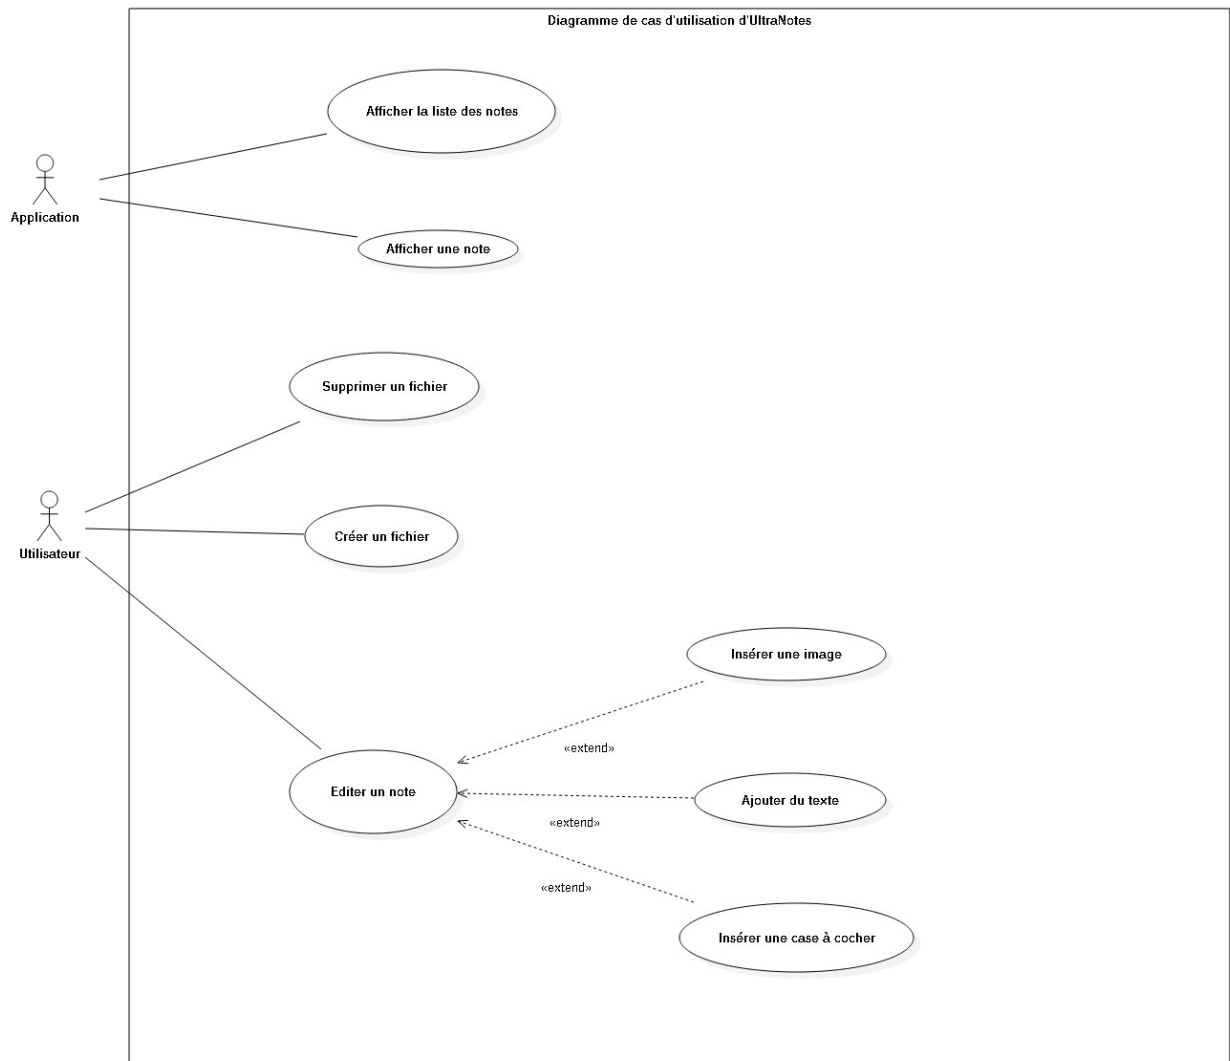 Diagramme de cas d'utilisation d'UltraNotes
Afficher la liste des notes
Application
Afficher une note
Supprimer un fichier
Créer un fichier
Utilisateur
Insérer une image
«extend»
Editer un note
Ajouter du texte
«extend»
«extend»
Insérer une case à cocher